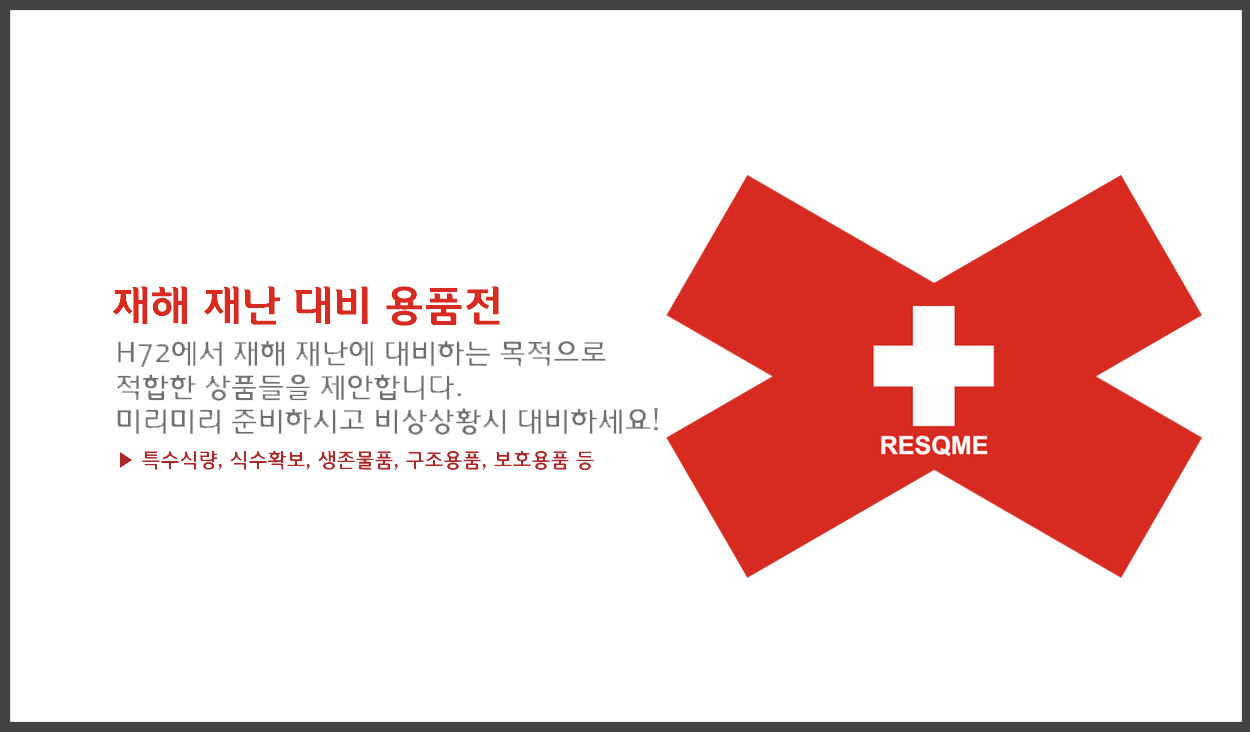 재해 재난 대비 용품전
H72에서 재해 재난에 대비하는 목적으로
적합한 상품들을 제안합니다.
미리미리 준비하시고 비상상황시 대비하세요!
▶ 특수식량, 식수확보, 생존물품, 구조용품, 보호용품 등
RESQME